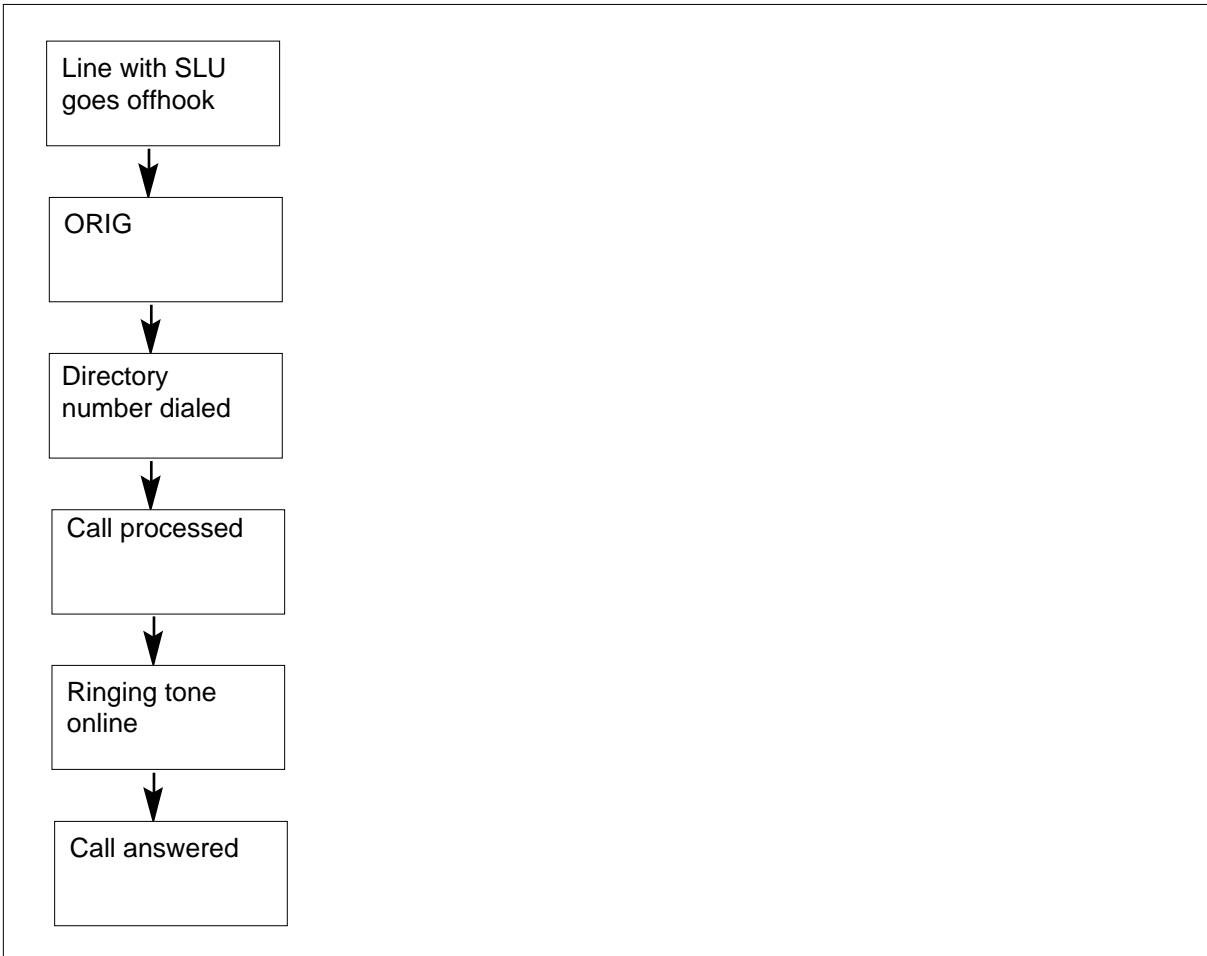 Line with SLU
goes offhook
ORIG
Directory
number dialed
Call processed
Ringing tone
online
Call answered